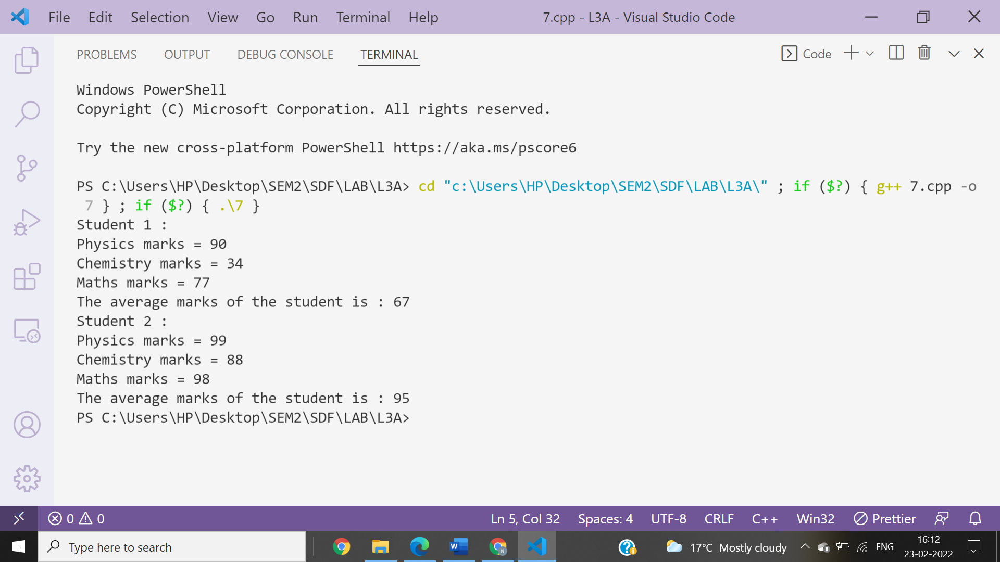 File Edit Selection View Go Run Terminal Help 7.cpp - L3A - Visual Studio Code
PROBLEMS OUTPUT DEBUG CONSOLE TERMINAL Code
Windows PowerShell
Copyright (C) Microsoft Corporation. All rights reserved.
Try the new cross-platform PowerShell https://aka.ms/pscore6
PS C:\Users\HP\Desktop\SEM2\SDF\LAB\L3A> cd "c:\Users\HP\Desktop\SEM2\SDF\LAB\L3A\" ; if ($?) { g++ 7.cpp -o
7 } ; if ($?) { .\7 }
Student 1 :
Physics marks = 90
Chemistry marks = 34
Maths marks = 77
The average marks of the student is : 67
Student 2 :
Physics marks = 99
Chemistry marks = 88
Maths marks = 98
The average marks of the student is : 95
PS C:\Users\HP\Desktop\SEM2\SDF\LAB\L3A>
0 0 Ln 5, Col 32 Spaces: 4 UTF-8 CRLF C++ Win32 Prettier
Type here to search W N 17°C Mostly cloudy ENG 16:12
23-02-2022